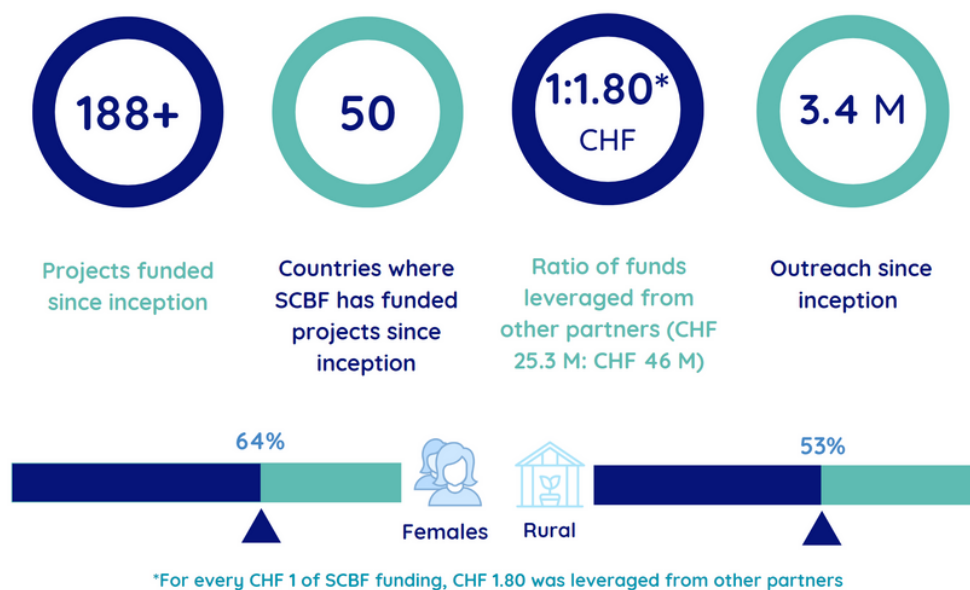 188+
50
1:1.80*
CHF
3.4 M
Projects funded
since inception
Countries where
SCBF has funded
projects since
inception
Ratio of funds
leveraged from
other partners (CHF
25.3 M: CHF 46 M)
Outreach since
inception
64%
Females
Rural
53%
*For every CHF 1 of SCBF funding, CHF 1.80 was leveraged from other partners